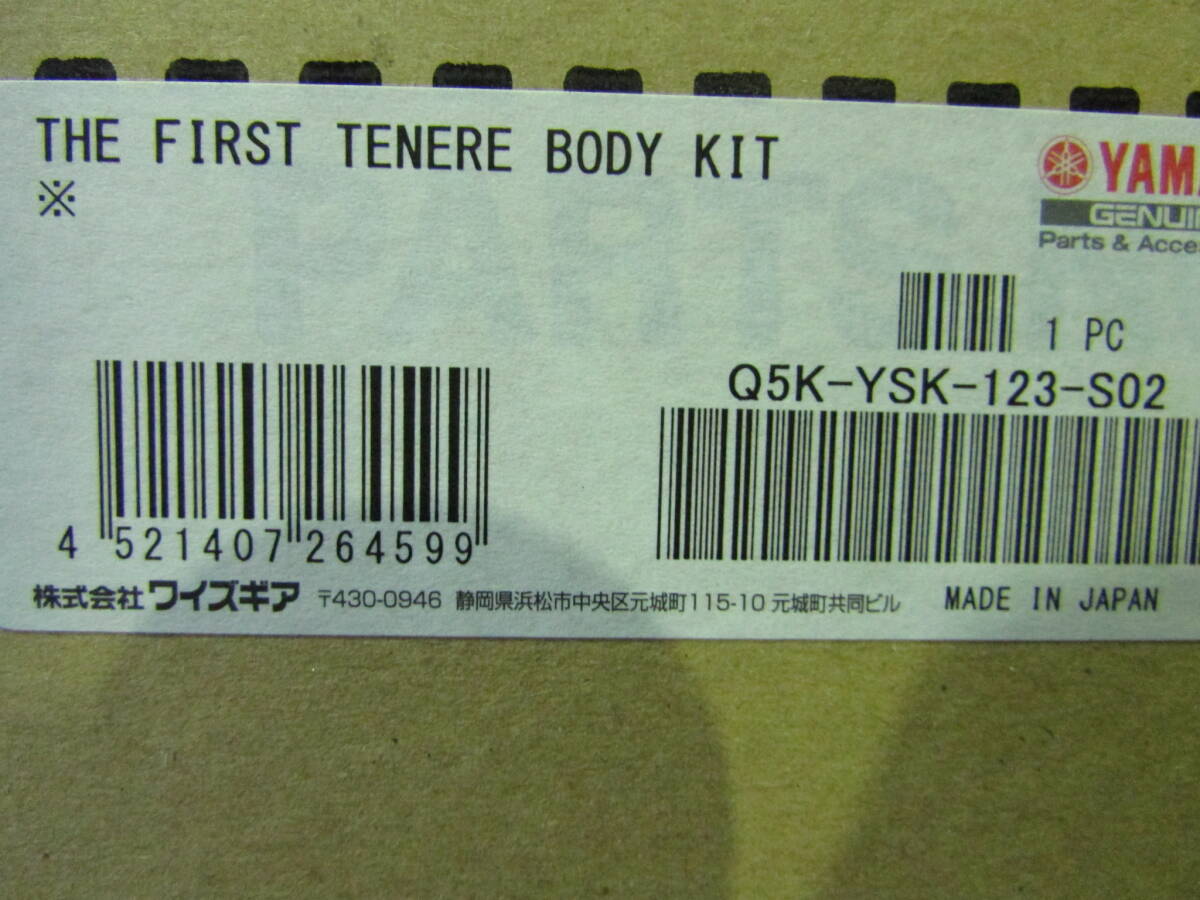 THE FIRST TENERE BODY KIT
※
YAMA
GENUI
Parts & Acce
1 PC
Q5K-YSK-123-S02
4 521407 264599
株式会社ワイズギア 〒430-0946 静岡県浜松市中央区元城町115-10 元城町共同ビル MADE IN JAPAN